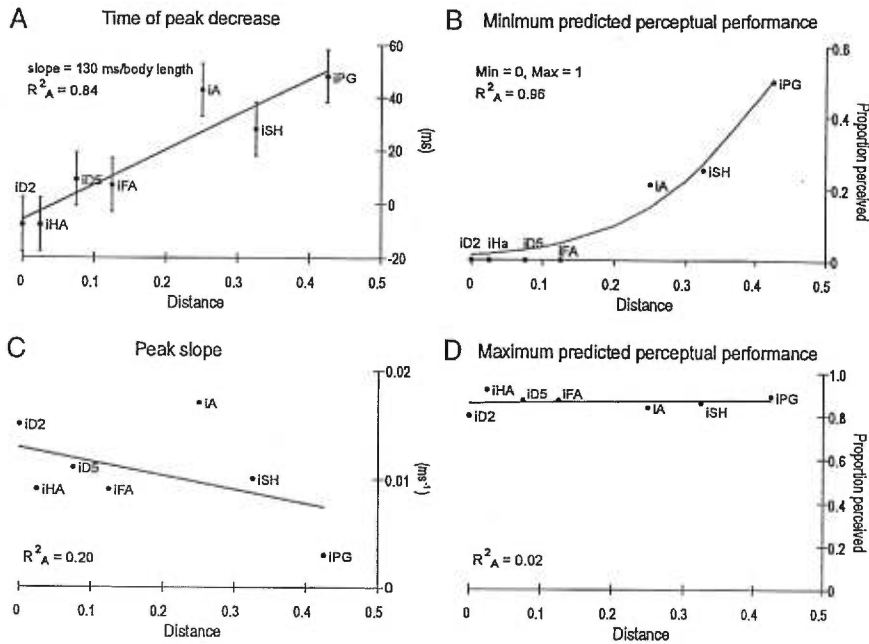 A
Time of peak decrease
slope = 130 ms/body length
R²A = 0.84
iD2
iHA
iD5
iFA
iA
iSH
iPG
60
40
20
0
-20
(ms)
0 0.1 0.2 0.3 0.4 0.5
Distance
B
Minimum predicted perceptual performance
Min = 0, Max = 1
R²A = 0.96
iD2 iHa iD5 iFA
iA
iSH
iPG
0.6
0.4
0.2
0
Proportion perceived
0 0.1 0.2 0.3 0.4 0.5
Distance
C
Peak slope
iD2
iHA
iD5
iFA
iA
iSH
iPG
R²A = 0.20
0.02
0.01
0
(ms⁻¹)
0 0.1 0.2 0.3 0.4 0.5
Distance
D
Maximum predicted perceptual performance
iD2
iHA
iD5
iFA
iA
iSH
iPG
R²A = 0.02
1.0
0.8
0.6
0.4
0.2
0
Proportion perceived
0 0.1 0.2 0.3 0.4 0.5
Distance